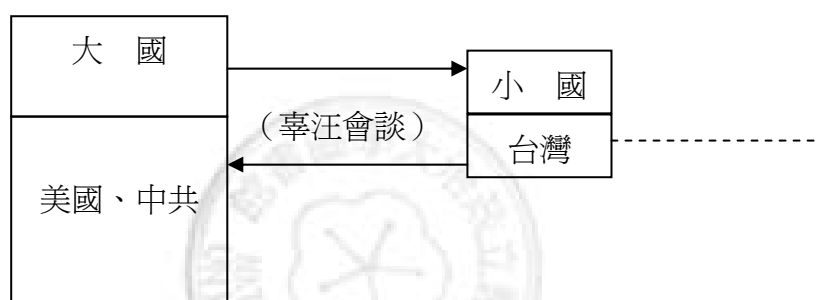 大 國
小 國
（辜汪會談）
台灣
美國、中共